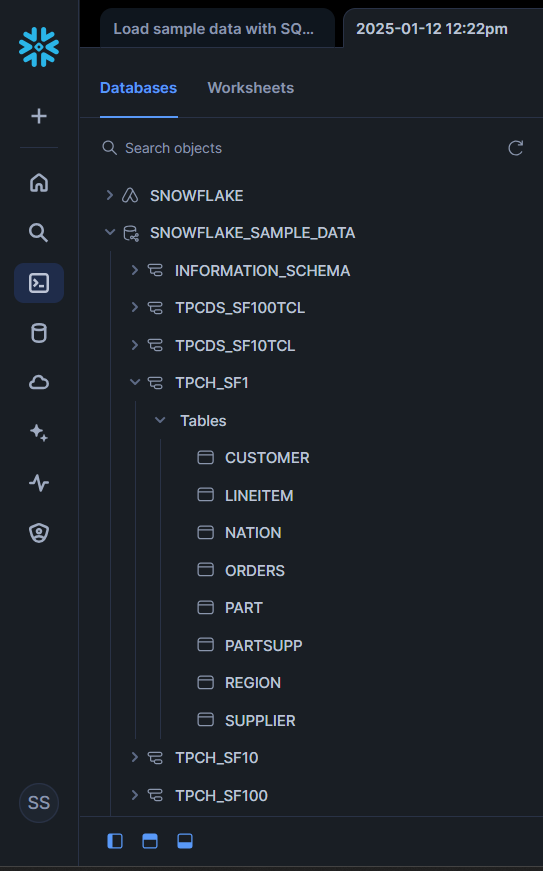 Load sample data with SQ...
2025-01-12 12:22pm
Databases
Worksheets
Search objects
SNOWFLAKE
SNOWFLAKE_SAMPLE_DATA
INFORMATION_SCHEMA
TPCDS_SF100TCL
TPCDS_SF10TCL
TPCH_SF1
Tables
CUSTOMER
LINEITEM
NATION
ORDERS
PART
PARTSUPP
REGION
SUPPLIER
TPCH_SF10
TPCH_SF100
SS